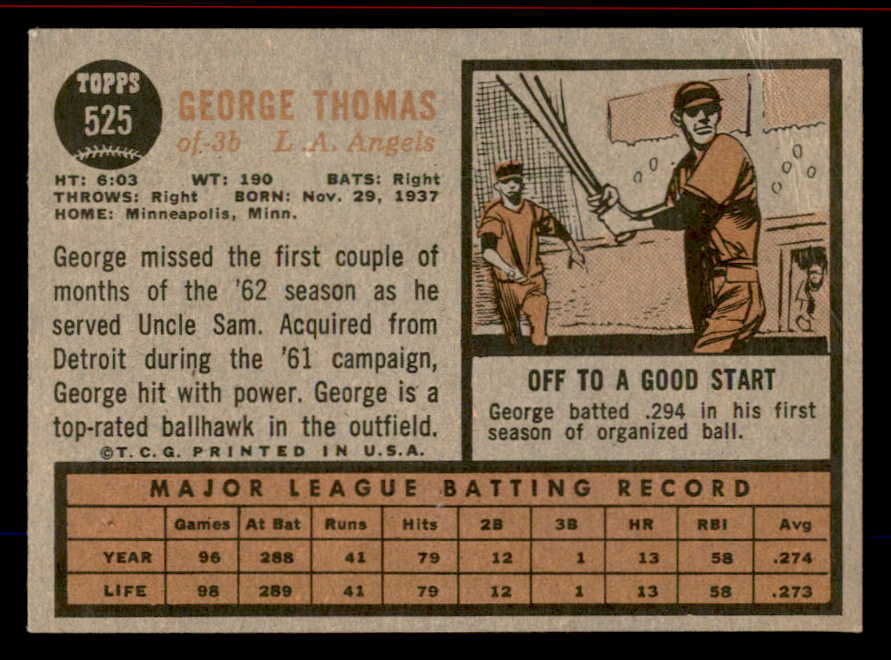 TOPPS
525
GEORGE THOMAS
of-3b L.A. Angels
HT: 6:03 WT: 190 BATS: Right
THROWS: Right BORN: Nov. 29, 1937
HOME: Minneapolis, Minn.
George missed the first couple of
months of the '62 season as he
served Uncle Sam. Acquired from
Detroit during the '61 campaign,
George hit with power. George is a
top-rated ballhawk in the outfield.
©T. C. G. PRINTED IN U.S.A.
OFF TO A GOOD START
George batted .294 in his first
season of organized ball.
MAJOR LEAGUE BATTING RECORD
Games At Bat Runs Hits 2B 3B HR RBI Avg
YEAR 96 288 41 79 12 1 13 58 .274
LIFE 98 289 41 79 12 1 13 58 .273